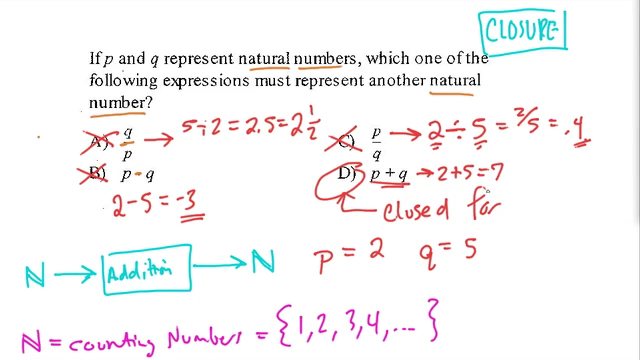 CLOSURE
If p and q represent natural numbers, which one of the
following expressions must represent another natural
number?
A) q/p → 5÷2 = 2.5 = 2 1/2
C) p/q → 2 ÷ 5 = 2/5 = .4
B) p - q
D) p + q → 2+5=7
2-5 = -3
closed for
p = 2 q = 5
ℕ → Addition → ℕ
ℕ = counting Numbers = {1, 2, 3, 4, ...}